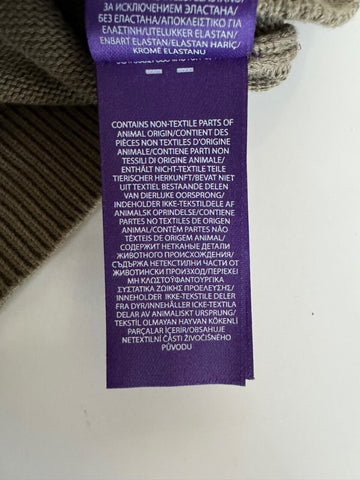 ЗА ИСКЛЮЧЕНИЕМ ЭЛАСТАНА/
БЕЗ ЕЛАСТАНА/ΑΠΟΚΛΕΙΣΤΙΚΟ ΓΙΑ
ΕΛΑΣΤΙΝΗ/LITELUKKER ELASTAN/
ENBART ELASTAN/ELASTAN HARİÇ/
KROMĚ ELASTANU
CONTAINS NON-TEXTILE PARTS OF
ANIMAL ORIGIN/CONTIENT DES
PIÈCES NON TEXTILES D'ORIGINE
ANIMALE/CONTIENE PARTI NON
TESSILI DI ORIGINE ANIMALE/
ENTHÄLT NICHT-TEXTILE TEILE
TIERISCHER HERKUNFT/BEVAT NIET
UIT TEXTIEL BESTAANDE DELEN
VAN DIERLIJKE OORSPRONG/
INDEHOLDER IKKE-TEKSTILDELE AF
ANIMALSK OPRINDELSE/CONTIENE
PARTES NO TEXTILES DE ORIGEN
ANIMAL/CONTÉM PARTES NÃO
TÊXTEIS DE ORIGEM ANIMAL/
СОДЕРЖИТ НЕТКАНЫЕ ДЕТАЛИ
ЖИВОТНОГО ПРОИСХОЖДЕНИЯ/
СЪДЪРЖА НЕТЕКСТИЛНИ ЧАСТИ ОТ
ЖИВОТИНСКИ ПРОИЗХОД/ΠΕΡΙΕΧΕΙ
ΜΗ ΚΛΩΣΤΟΫΦΑΝΤΟΥΡΓΙΚΑ
ΣΥΣΤΑΤΙΚΑ ΖΩΙΚΗΣ ΠΡΟΕΛΕΥΣΗΣ/
INNEHOLDER IKKE-TEKSTILE DELER
FRA DYR/INNEHÅLLER ICKE-TEXTILA
DELAR AV ANIMALISKT URSPRUNG/
TEKSTİL OLMAYAN HAYVAN KÖKENLİ
PARÇALAR İÇERİR/OBSAHUJE
NETEXTILNÍ ČÁSTI ŽIVOČIŠNÉHO
PŮVODU